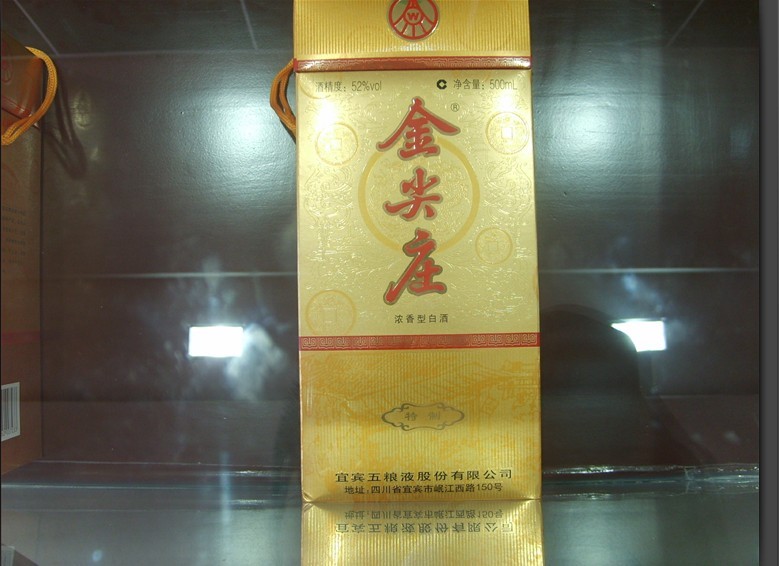 W
酒精度：52%vol
净含量：500mL
金尖庄®
浓香型白酒
特制
宜宾五粮液股份有限公司
地址：四川省宜宾市岷江西路150号